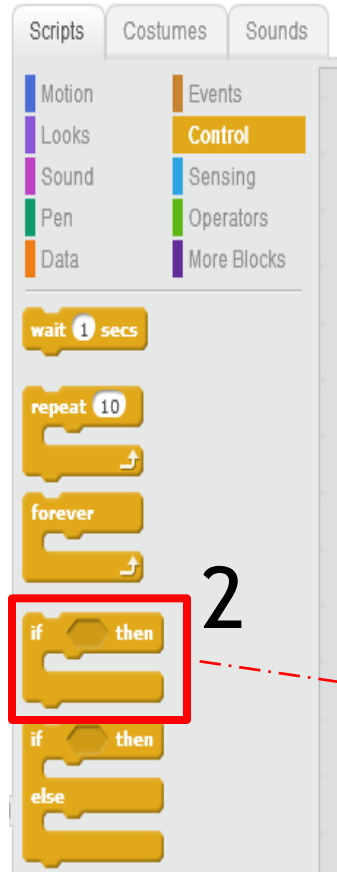 Scripts Costumes Sounds
Motion Events
Looks Control
Sound Sensing
Pen Operators
Data More Blocks
wait 1 secs
repeat 10
forever
2
if then
if then
else